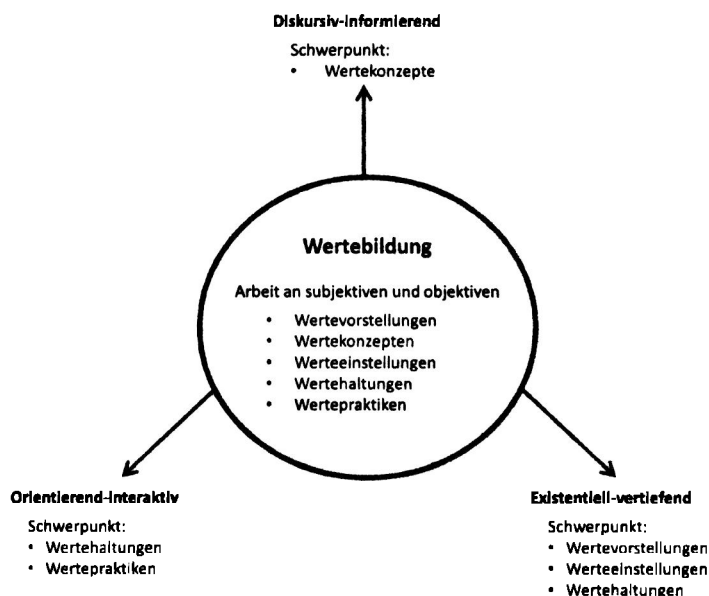 Diskursiv-informierend
Schwerpunkt:
• Wertekonzepte
Wertebildung
Arbeit an subjektiven und objektiven
• Wertevorstellungen
• Wertekonzepten
• Werteeinstellungen
• Wertehaltungen
• Wertepraktiken
Orientierend-interaktiv
Schwerpunkt:
• Wertehaltungen
• Wertepraktiken
Existentiell-vertiefend
Schwerpunkt:
• Wertevorstellungen
• Werteeinstellungen
• Wertehaltungen